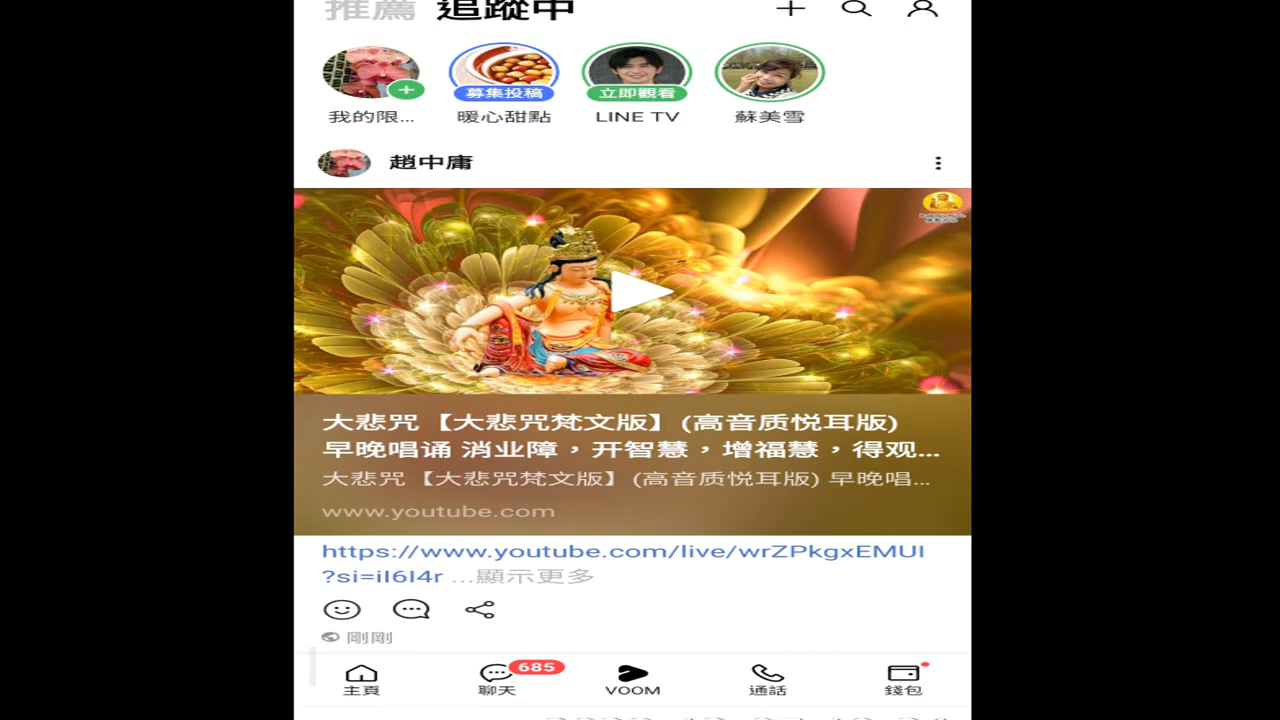 推薦 追蹤中
募集投稿
立即觀看
我的限...
暖心甜點
LINE TV
蘇美雪
趙中庸
大悲咒【大悲咒梵文版】(高音质悦耳版)
早晚唱诵 消业障，开智慧，增福慧，得观...
大悲咒【大悲咒梵文版】(高音质悦耳版) 早晚唱...
www.youtube.com
https://www.youtube.com/live/wrZPkgxEMUI
?si=iI6I4r ...顯示更多
剛剛
685
主頁
聊天
VOOM
通話
錢包